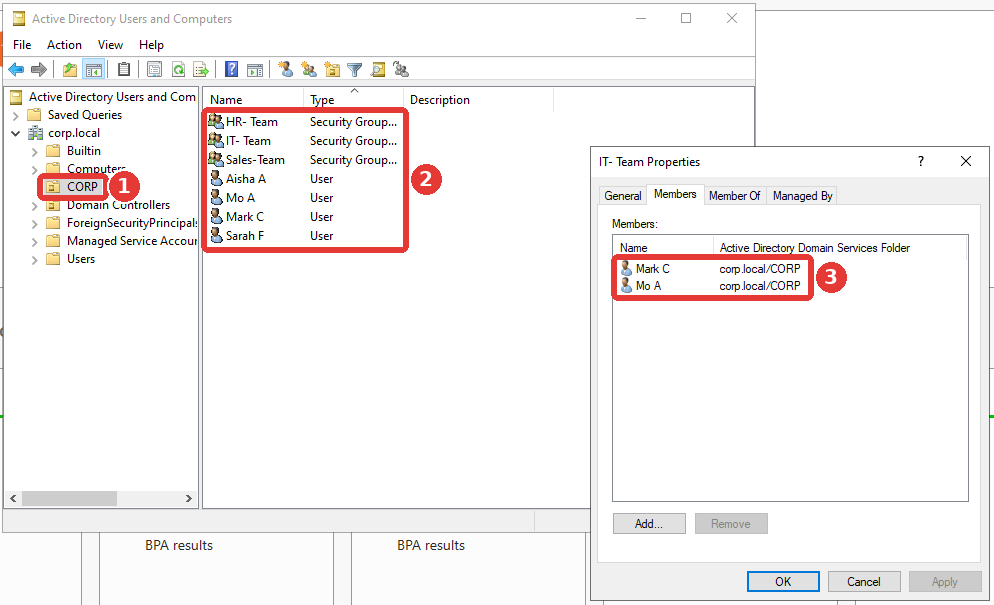 Active Directory Users and Computers
File Action View Help
Active Directory Users and Com
Saved Queries
corp.local
Builtin
Computers
CORP
1
Domain Controllers
ForeignSecurityPrincipals
Managed Service Accour
Users
Name Type Description
HR- Team Security Group...
IT- Team Security Group...
Sales-Team Security Group...
Aisha A User
Mo A User
Mark C User
Sarah F User
2
IT- Team Properties
General Members Member Of Managed By
Members:
Name Active Directory Domain Services Folder
Mark C corp.local/CORP
Mo A corp.local/CORP
3
Add... Remove
OK Cancel Apply
BPA results BPA results